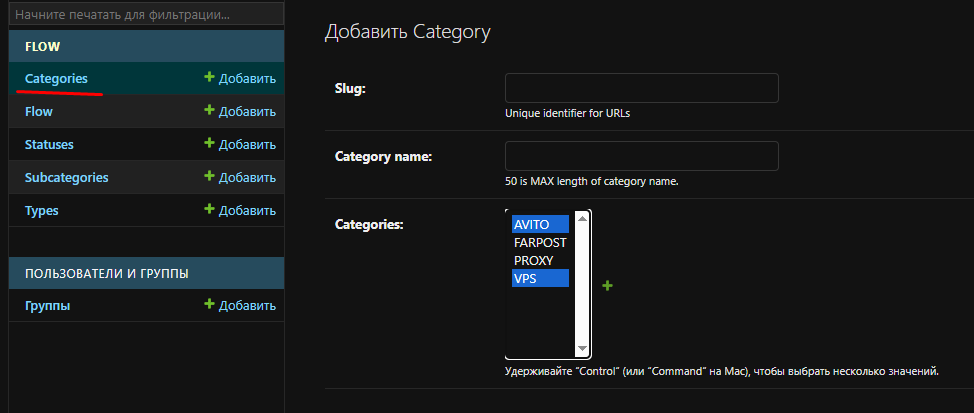 Начните печатать для фильтрации...
FLOW
Categories + Добавить
Flow + Добавить
Statuses + Добавить
Subcategories + Добавить
Types + Добавить
ПОЛЬЗОВАТЕЛИ И ГРУППЫ
Группы + Добавить
Добавить Category
Slug:
Unique identifier for URLs
Category name:
50 is MAX length of category name.
Categories:
AVITO
FARPOST
PROXY
VPS
Удерживайте “Control” (или “Command” на Mac), чтобы выбрать несколько значений.